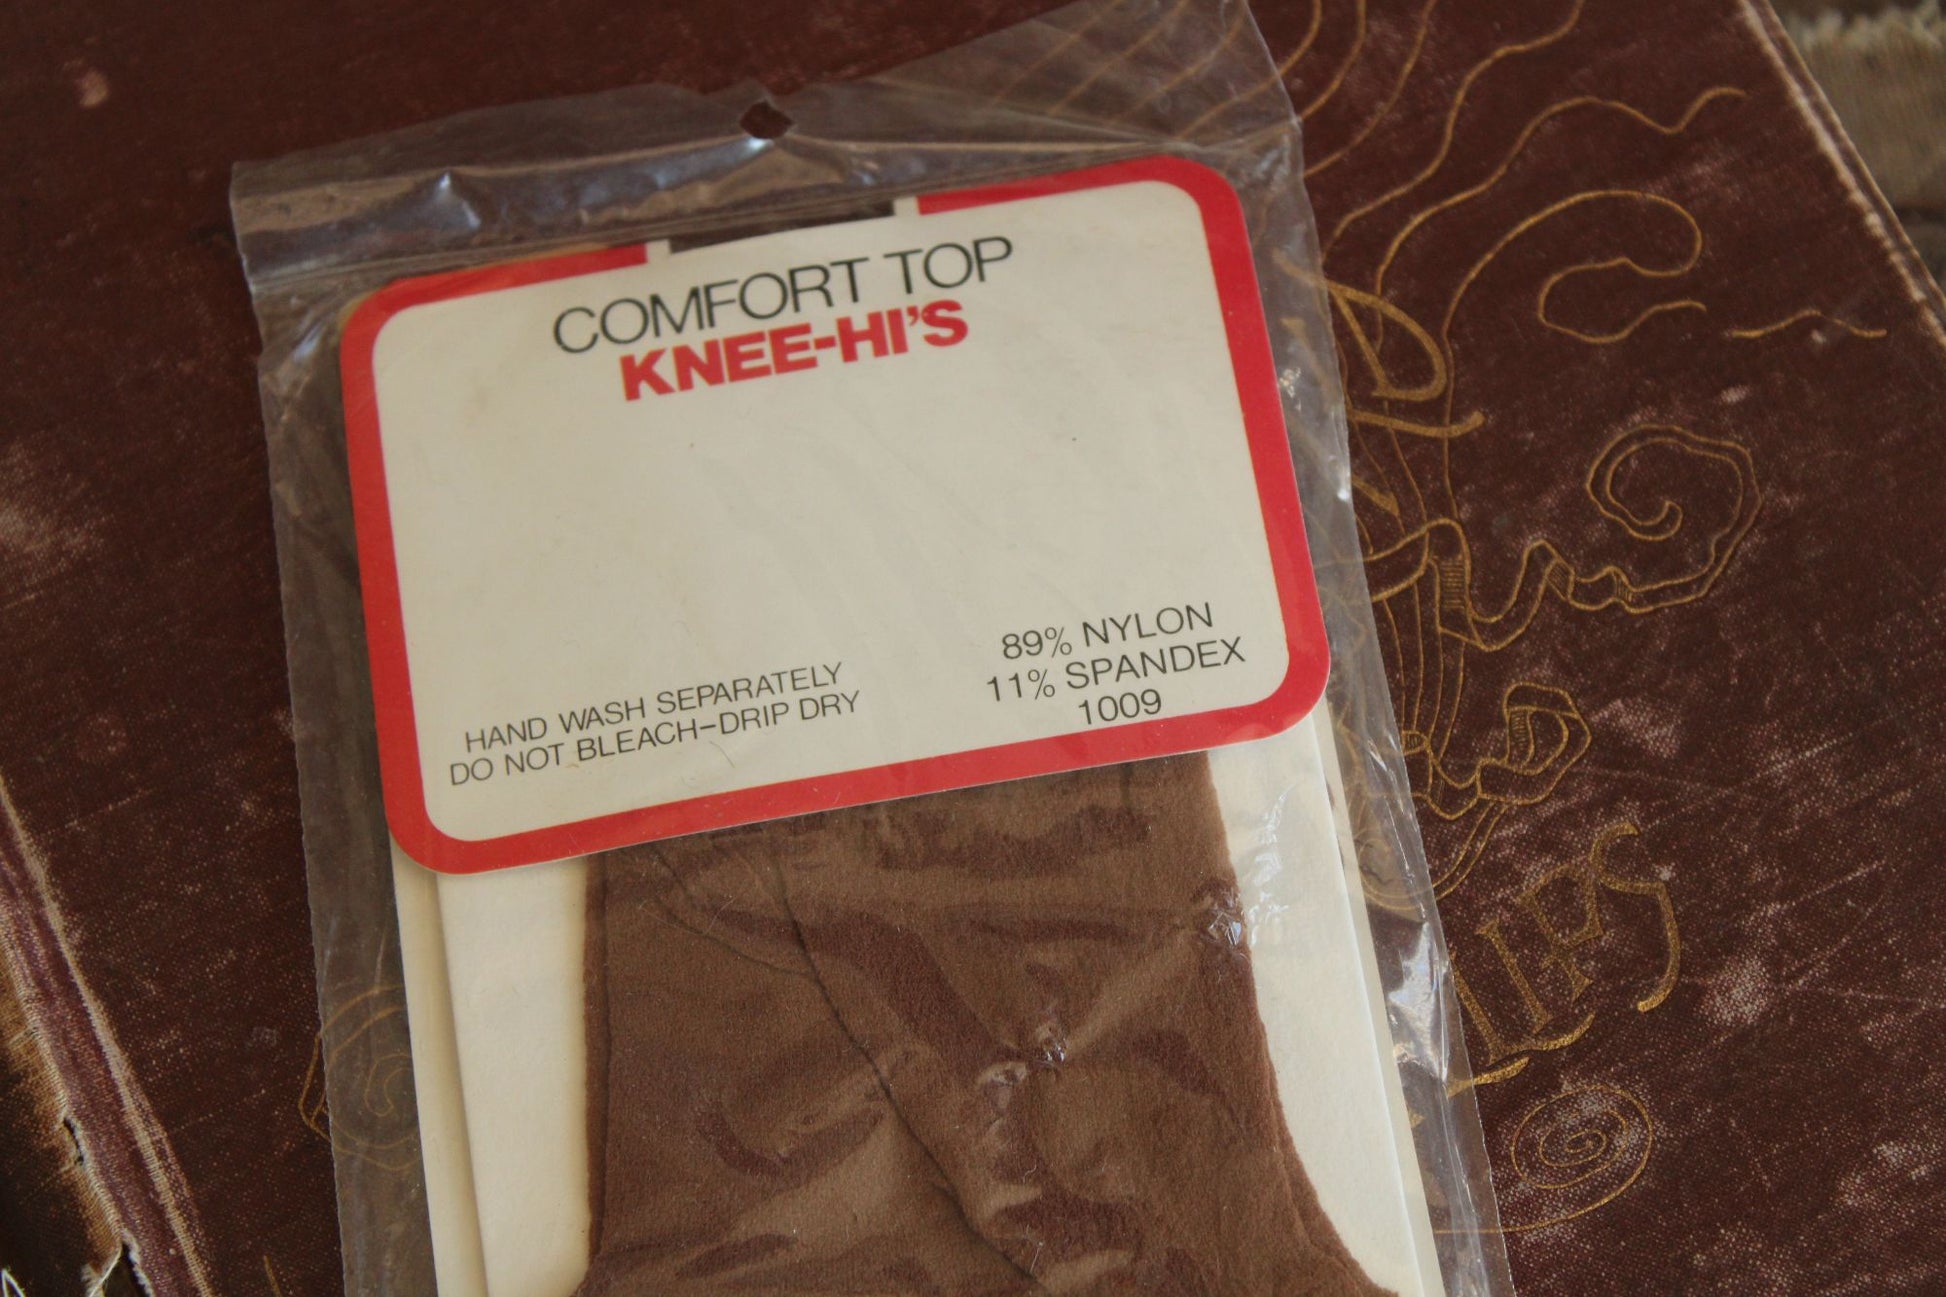 COMFORT TOP
KNEE-HI'S
HAND WASH SEPARATELY
DO NOT BLEACH-DRIP DRY
89% NYLON
11% SPANDEX
1009